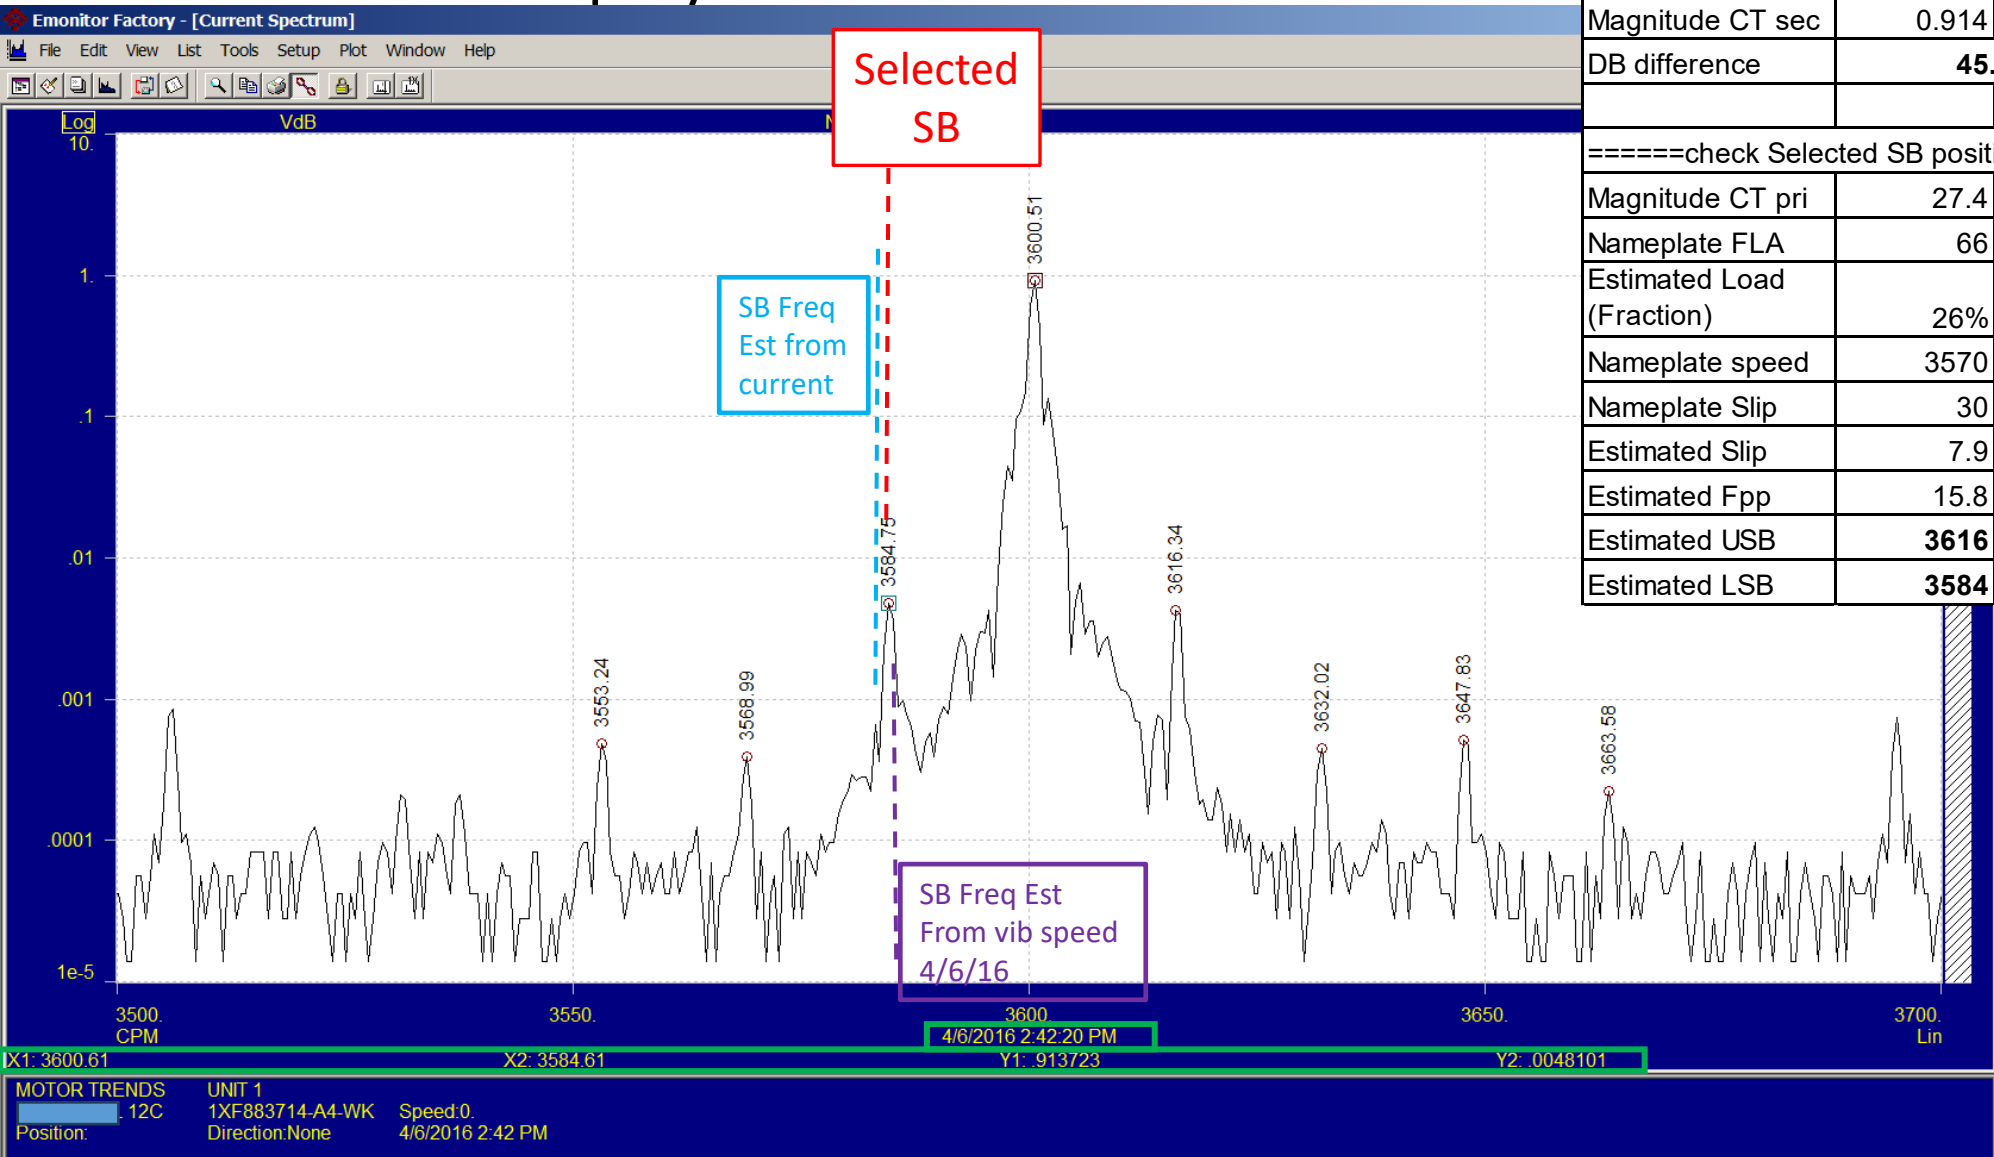 Emonitor Factory - [Current Spectrum]
File Edit View List Tools Setup Plot Window Help
Log
VdB
10.
1.
.1
.01
.001
.0001
1e-5
Selected
SB
SB Freq
Est from
current
3600.51
3584.75
3616.34
3553.24
3568.99
3632.02
3647.83
3663.58
SB Freq Est
From vib speed
4/6/16
3500.
3550.
3600.
3650.
3700.
CPM
4/6/2016 2:42:20 PM
Lin
X1: 3600.61 X2: 3584.61 Y1: .913723 Y2: .0048101
MOTOR TRENDS UNIT 1
. 12C 1XF883714-A4-WK Speed:0.
Position: Direction:None 4/6/2016 2:42 PM
Magnitude CT sec 0.914
DB difference 45.
======check Selected SB positi
Magnitude CT pri 27.4
Nameplate FLA 66
Estimated Load
(Fraction) 26%
Nameplate speed 3570
Nameplate Slip 30
Estimated Slip 7.9
Estimated Fpp 15.8
Estimated USB 3616
Estimated LSB 3584